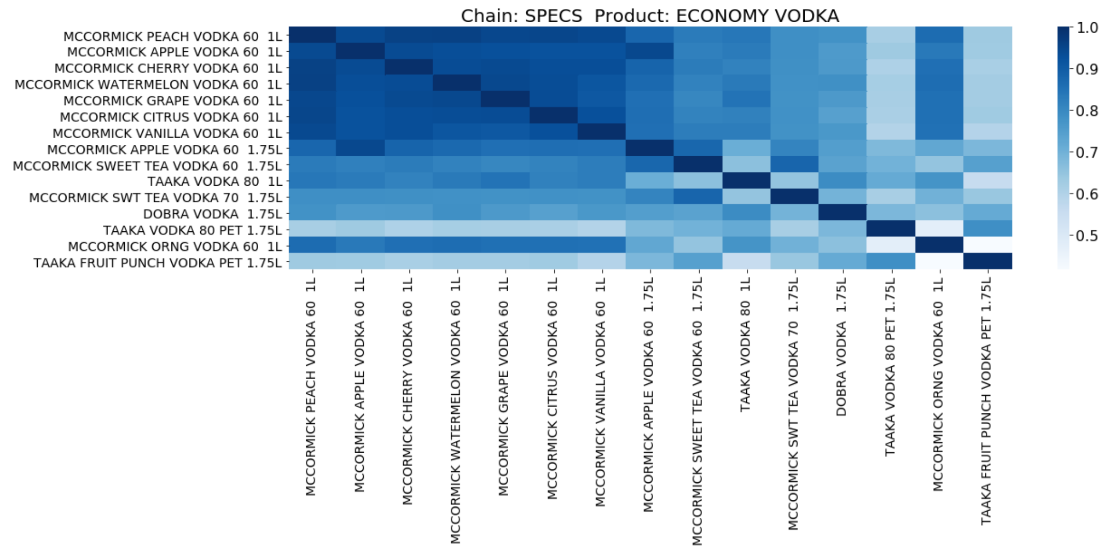 Chain: SPECS  Product: ECONOMY VODKA
MCCORMICK PEACH VODKA 60  1L
MCCORMICK APPLE VODKA 60  1L
MCCORMICK CHERRY VODKA 60  1L
MCCORMICK WATERMELON VODKA 60  1L
MCCORMICK GRAPE VODKA 60  1L
MCCORMICK CITRUS VODKA 60  1L
MCCORMICK VANILLA VODKA 60  1L
MCCORMICK APPLE VODKA 60  1.75L
MCCORMICK SWEET TEA VODKA 60  1.75L
TAAKA VODKA 80  1L
MCCORMICK SWT TEA VODKA 70  1.75L
DOBRA VODKA  1.75L
TAAKA VODKA 80 PET 1.75L
MCCORMICK ORNG VODKA 60  1L
TAAKA FRUIT PUNCH VODKA PET 1.75L
MCCORMICK PEACH VODKA 60  1L
MCCORMICK APPLE VODKA 60  1L
MCCORMICK CHERRY VODKA 60  1L
MCCORMICK WATERMELON VODKA 60  1L
MCCORMICK GRAPE VODKA 60  1L
MCCORMICK CITRUS VODKA 60  1L
MCCORMICK VANILLA VODKA 60  1L
MCCORMICK APPLE VODKA 60  1.75L
MCCORMICK SWEET TEA VODKA 60  1.75L
TAAKA VODKA 80  1L
MCCORMICK SWT TEA VODKA 70  1.75L
DOBRA VODKA  1.75L
TAAKA VODKA 80 PET 1.75L
MCCORMICK ORNG VODKA 60  1L
TAAKA FRUIT PUNCH VODKA PET 1.75L
1.0
0.9
0.8
0.7
0.6
0.5